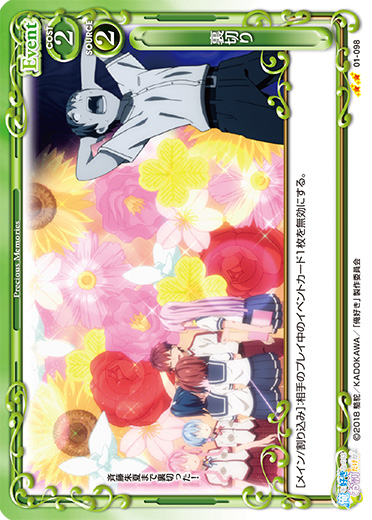 Event
COST
2
SOURCE
2
裏切り
01-098
Precious Memories
斉藤朱夏まで裏切った！
[メイン/割り込み]:相手のプレイ中のイベントカード1枚を無効にする。
©2018 駱駝/KADOKAWA/「俺好き」製作委員会